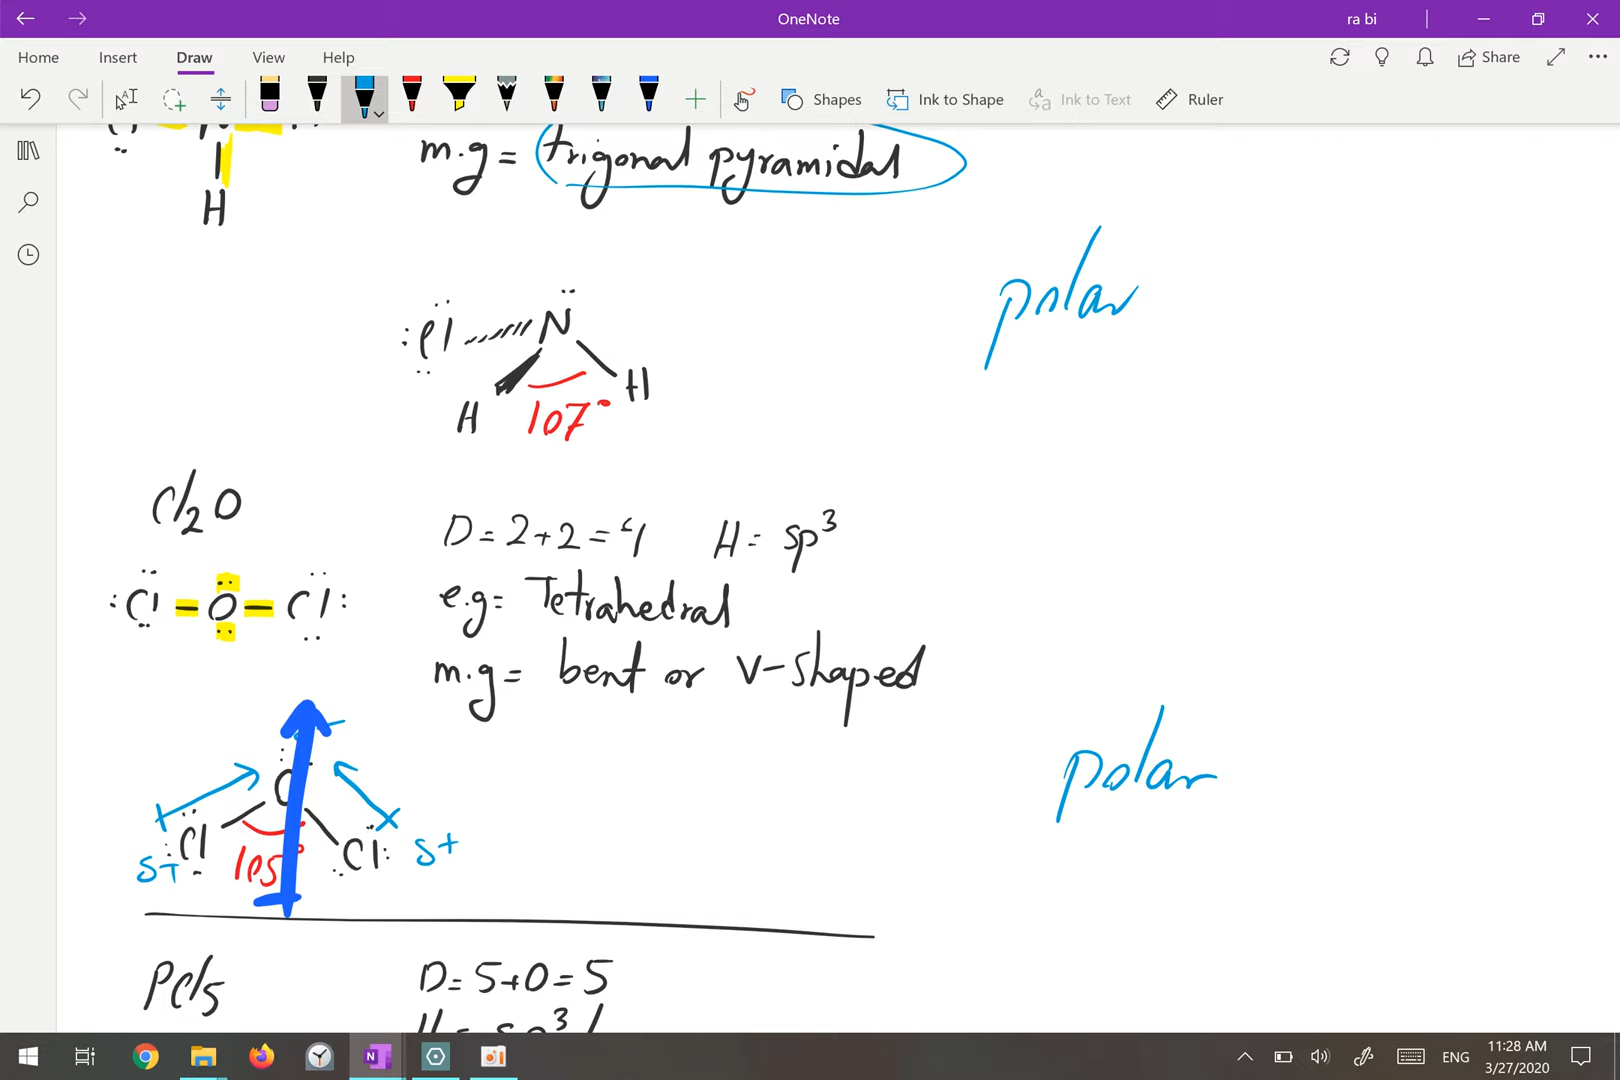 OneNote
ra bi
Home Insert Draw View Help
Share
Shapes
Ink to Shape
Ink to Text
Ruler
H
m.g = trigonal pyramidal
polar
:Cl N
H H
107°
Cl2O
D = 2+2 = 4 H = sp3
:Cl - O - Cl:
e.g = Tetrahedral
m.g = bent or v-shaped
polar
Cl Cl:
δ+ 105° δ+
PCl5
D = 5+0 = 5
ENG
11:28 AM
3/27/2020